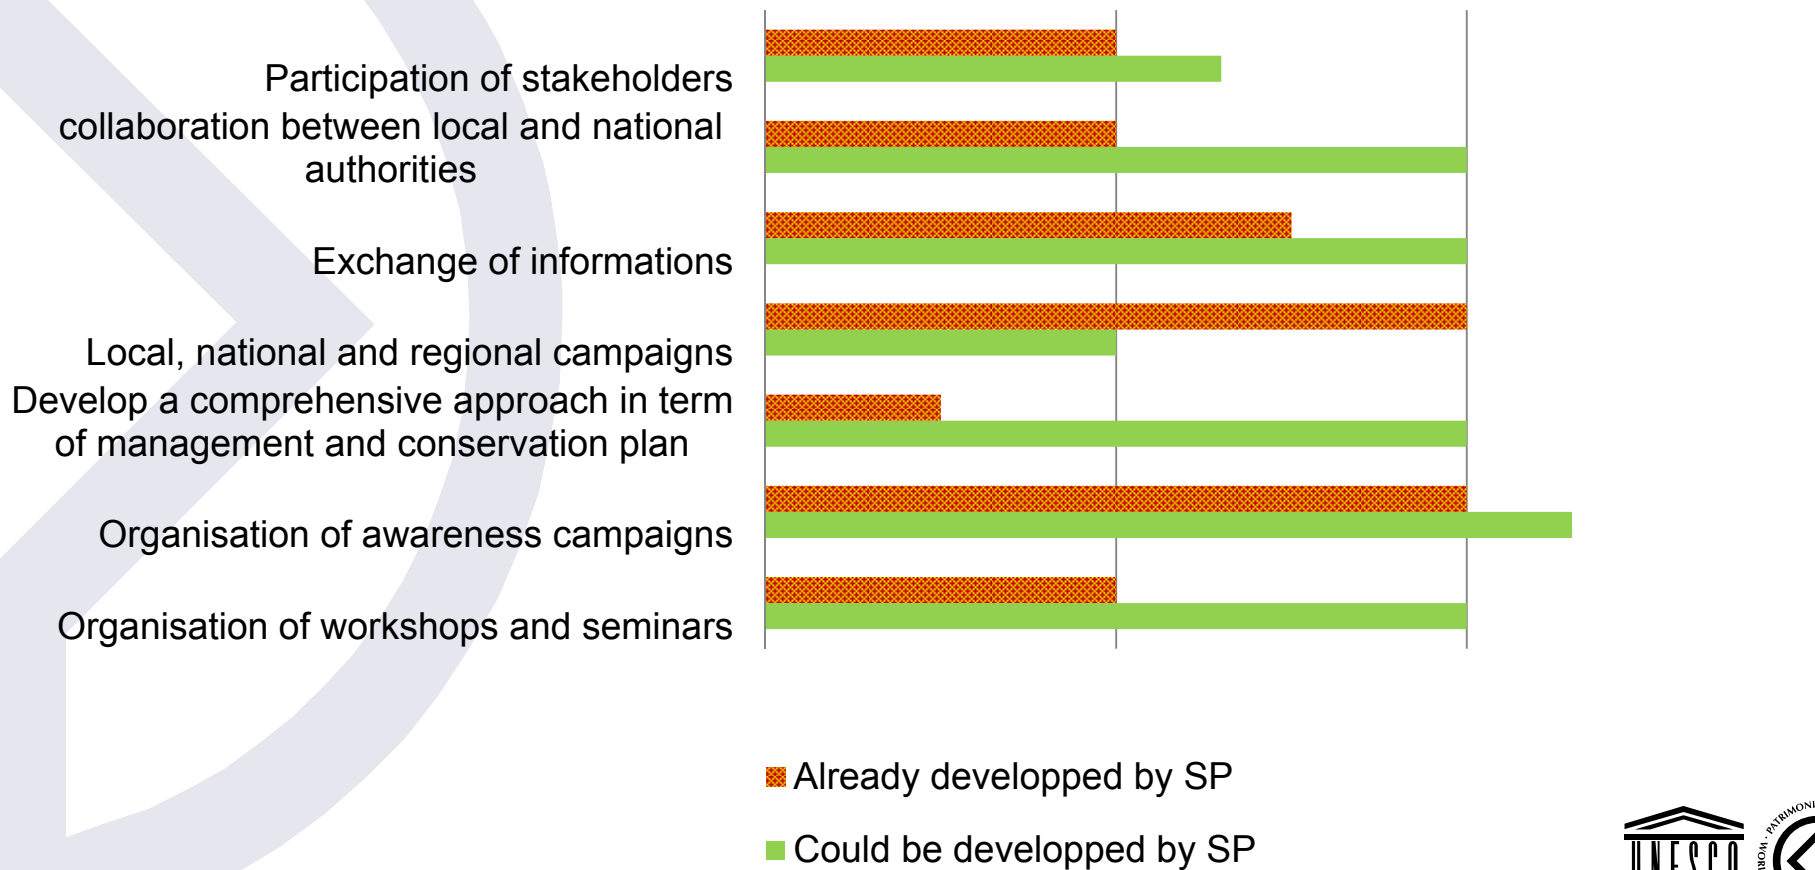 Participation of stakeholders
collaboration between local and national
authorities
Exchange of informations
Local, national and regional campaigns
Develop a comprehensive approach in term
of management and conservation plan
Organisation of awareness campaigns
Organisation of workshops and seminars
Already developped by SP
Could be developped by SP
UNESCO